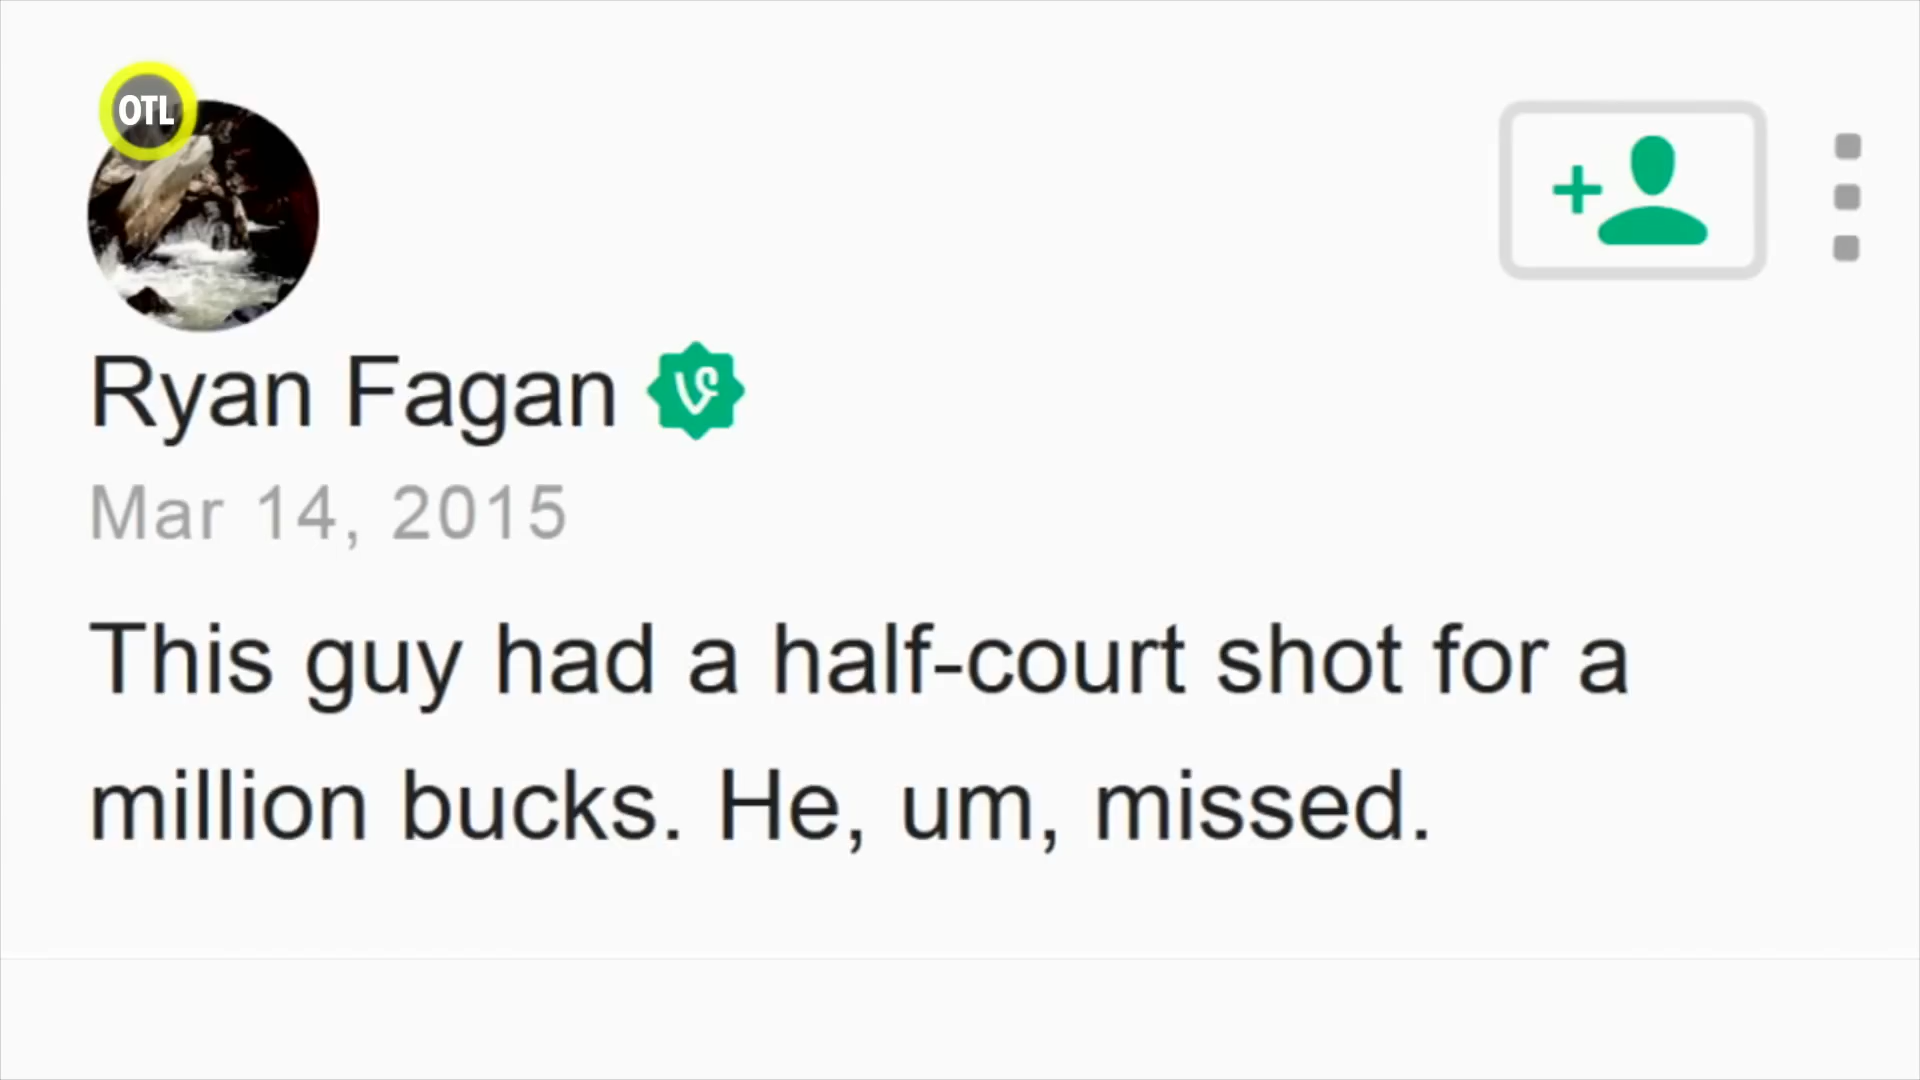 OTL
Ryan Fagan
Mar 14, 2015
This guy had a half-court shot for a
million bucks. He, um, missed.